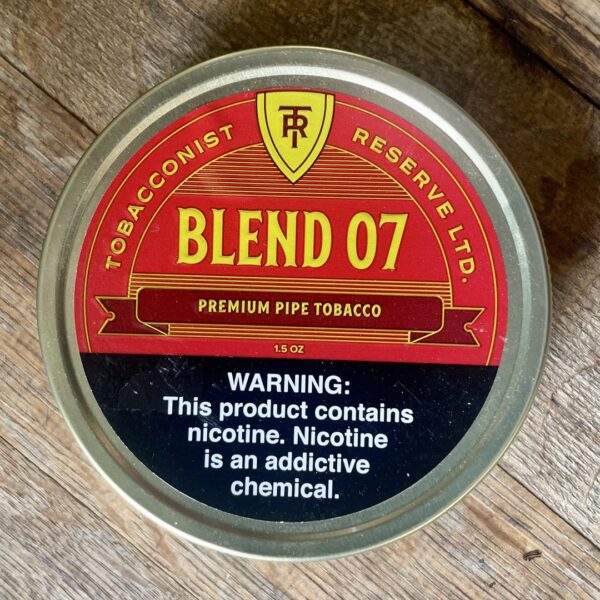 TR
TOBACCONIST RESERVE LTD.
BLEND 07
PREMIUM PIPE TOBACCO
1.5 OZ
WARNING:
This product contains
nicotine. Nicotine
is an addictive
chemical.